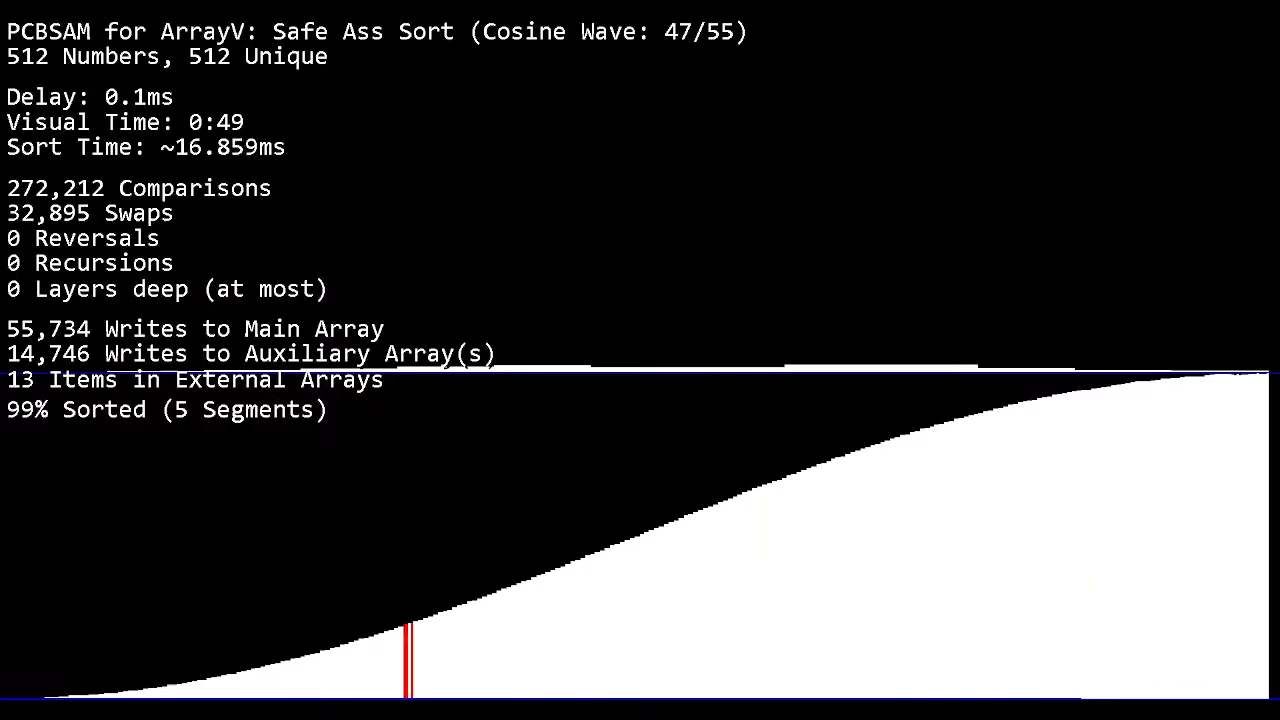 PCBSAM for ArrayV: Safe Ass Sort (Cosine Wave: 47/55)
512 Numbers, 512 Unique
Delay: 0.1ms
Visual Time: 0:49
Sort Time: ~16.859ms
272,212 Comparisons
32,895 Swaps
0 Reversals
0 Recursions
0 Layers deep (at most)
55,734 Writes to Main Array
14,746 Writes to Auxiliary Array(s)
13 Items in External Arrays
99% Sorted (5 Segments)